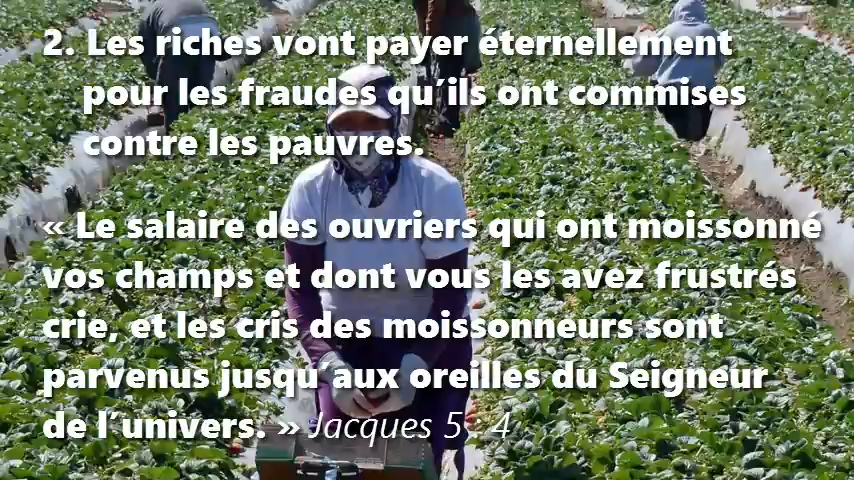 2. Les riches vont payer éternellement
pour les fraudes qu’ils ont commises
contre les pauvres.
« Le salaire des ouvriers qui ont moissonné
vos champs et dont vous les avez frustrés
crie, et les cris des moissonneurs sont
parvenus jusqu’aux oreilles du Seigneur
de l’univers. » Jacques 5 : 4